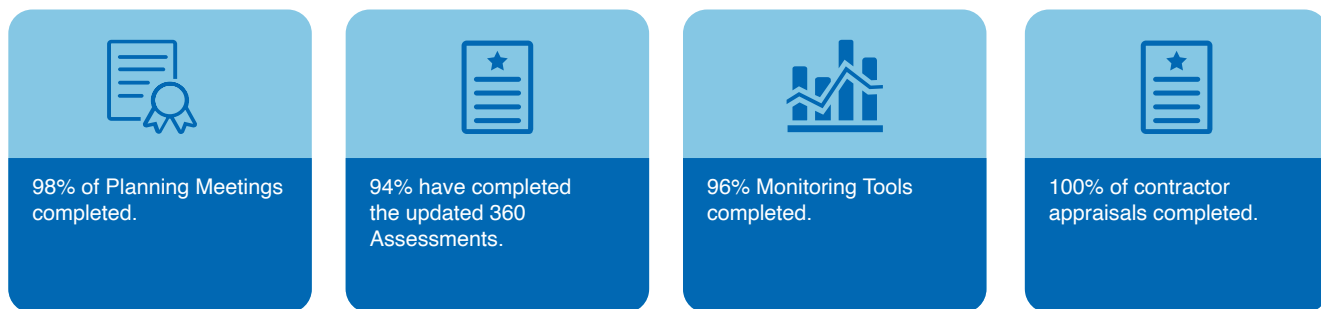 98% of Planning Meetings
completed.
94% have completed
the updated 360
Assessments.
96% Monitoring Tools
completed.
100% of contractor
appraisals completed.